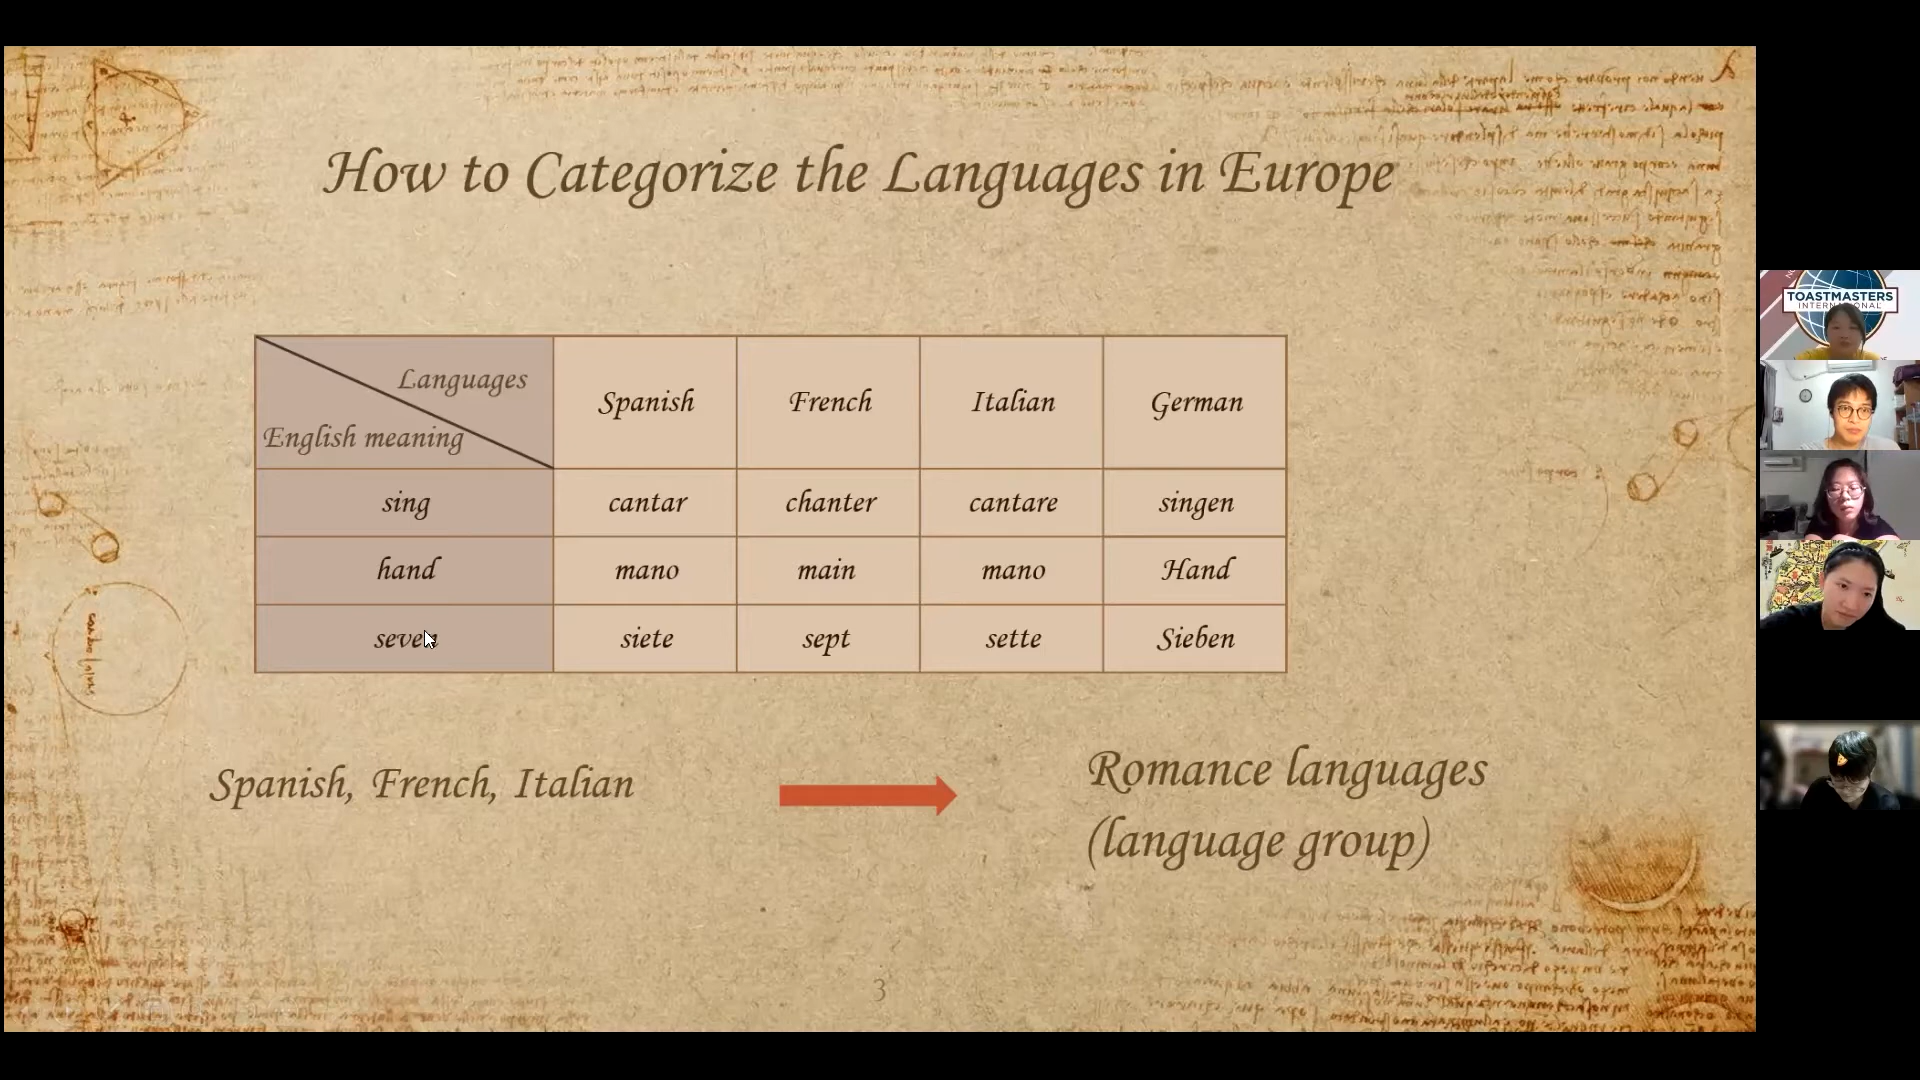 How to Categorize the Languages in Europe
Languages
English meaning
Spanish French Italian German
sing cantar chanter cantare singen
hand mano main mano Hand
seven siete sept sette Sieben
Spanish, French, Italian
Romance languages
(language group)
3
TOASTMASTERS
INTERNATIONAL